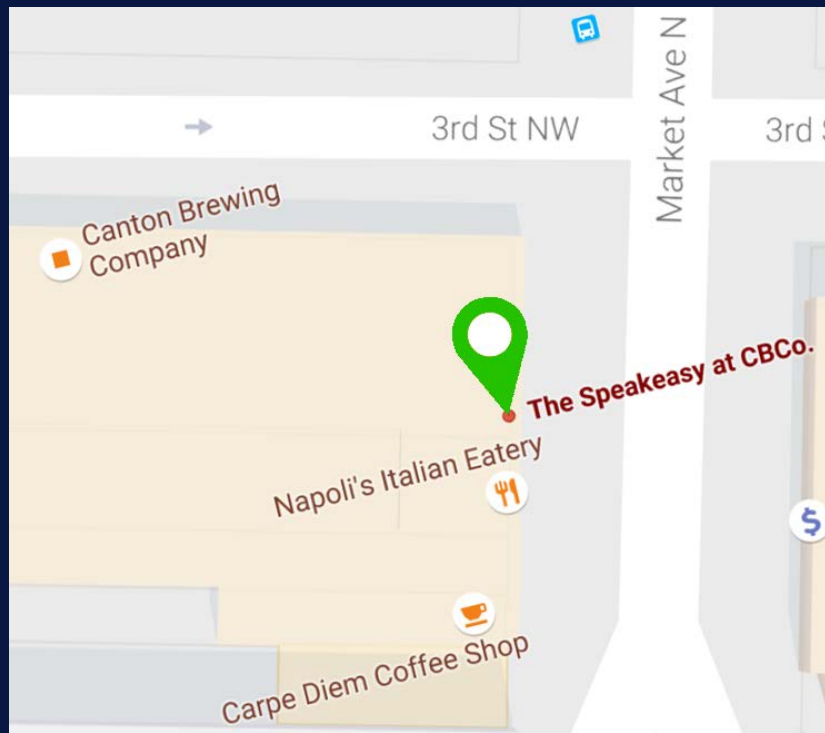 Market Ave N
3rd St NW
3rd S
Canton Brewing
Company
The Speakeasy at CBCo.
Napoli's Italian Eatery
$
Carpe Diem Coffee Shop